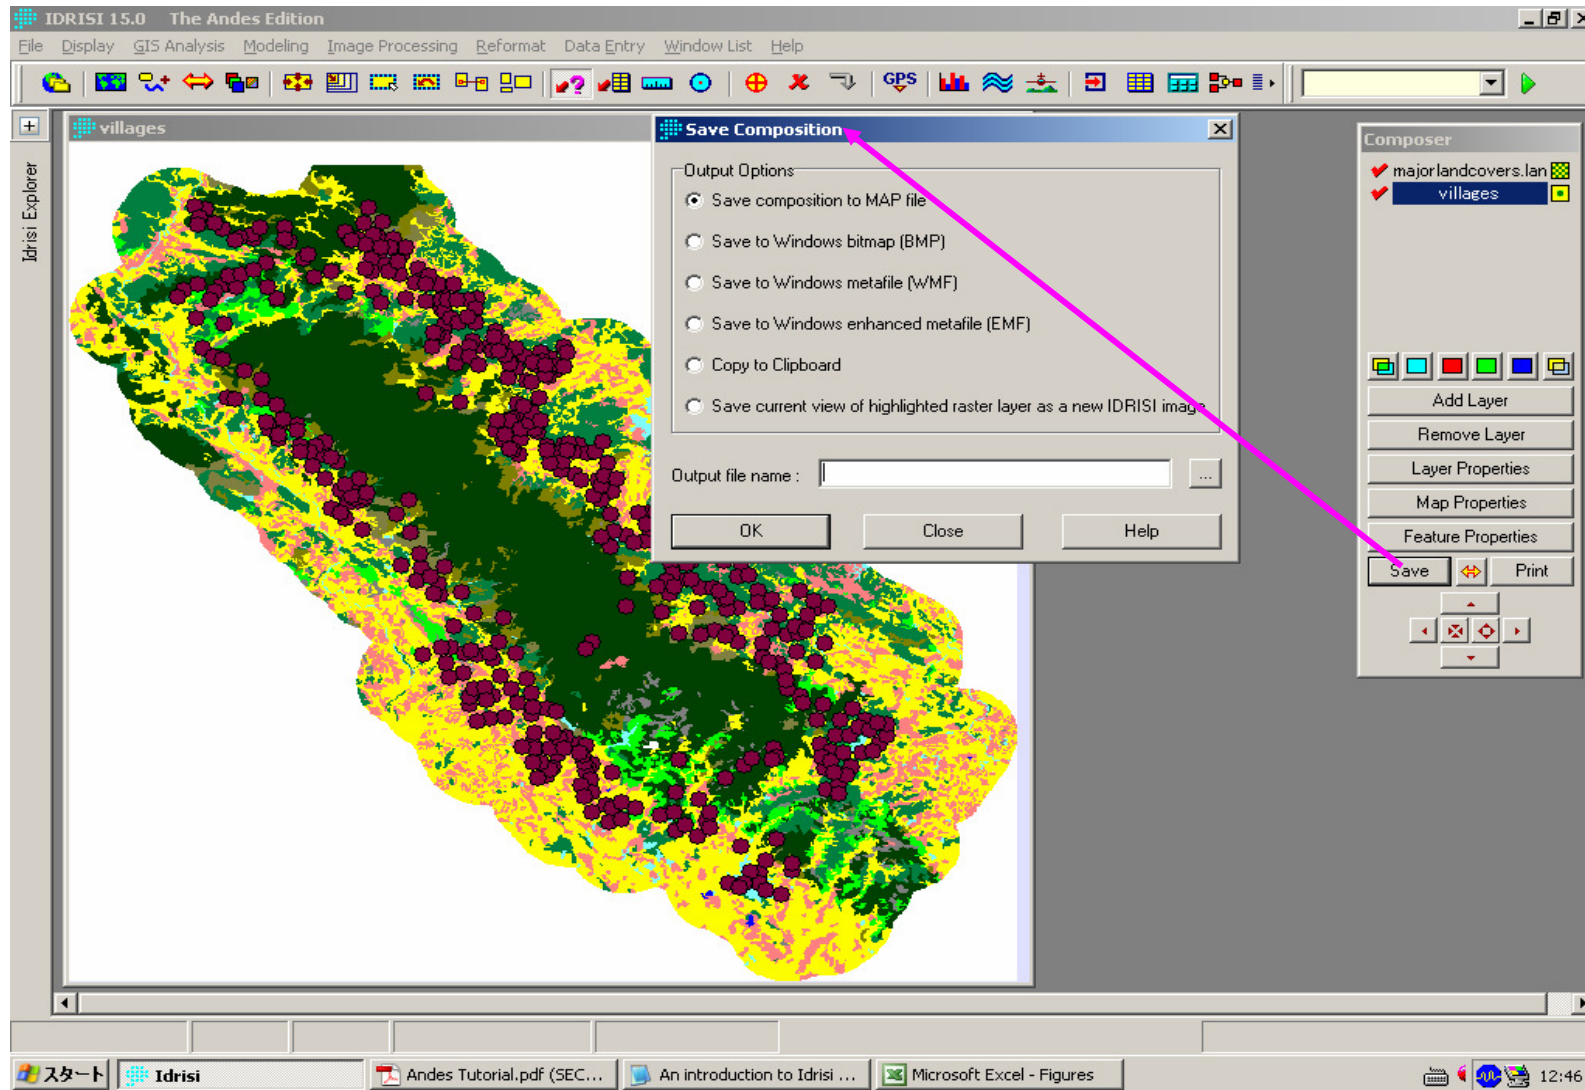 IDRISI 15.0 The Andes Edition
File Display GIS Analysis Modeling Image Processing Reformat Data Entry Window List Help
GPS
Idrisi Explorer
villages
Save Composition
Output Options
Save composition to MAP file
Save to Windows bitmap (BMP)
Save to Windows metafile (WMF)
Save to Windows enhanced metafile (EMF)
Copy to Clipboard
Save current view of highlighted raster layer as a new IDRISI image
Output file name :
...
OK Close Help
Composer
majorlandcovers.lan
villages
Add Layer
Remove Layer
Layer Properties
Map Properties
Feature Properties
Save Print
スタート Idrisi Andes Tutorial.pdf (SEC... An introduction to Idrisi ... Microsoft Excel - Figures 12:46